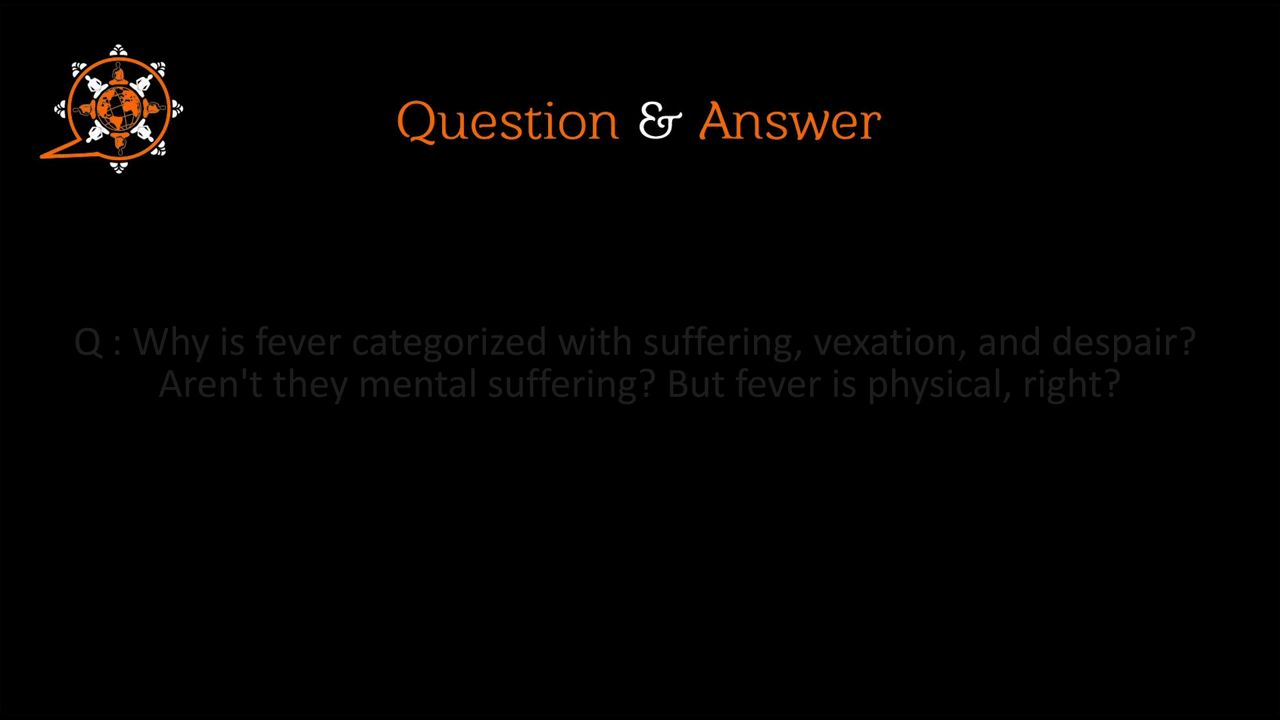 Question & Answer
Q : Why is fever categorized with suffering, vexation, and despair?
Aren't they mental suffering? But fever is physical, right?